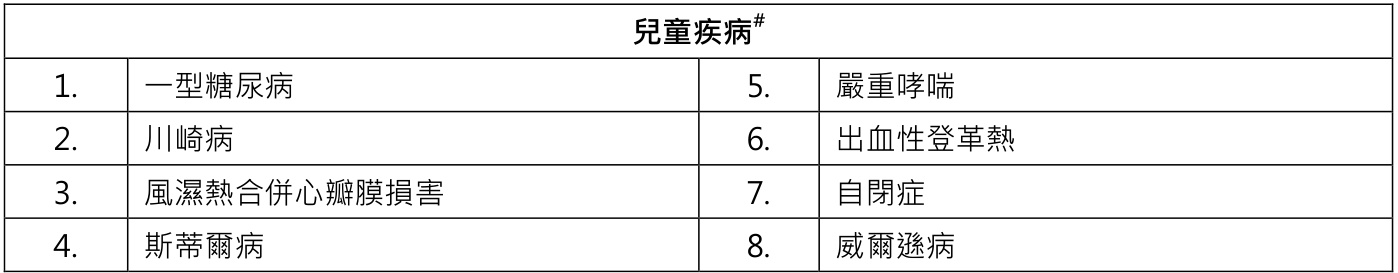 兒童疾病#
1. 一型糖尿病 5. 嚴重哮喘
2. 川崎病 6. 出血性登革熱
3. 風濕熱合併心瓣膜損害 7. 自閉症
4. 斯蒂爾病 8. 威爾遜病